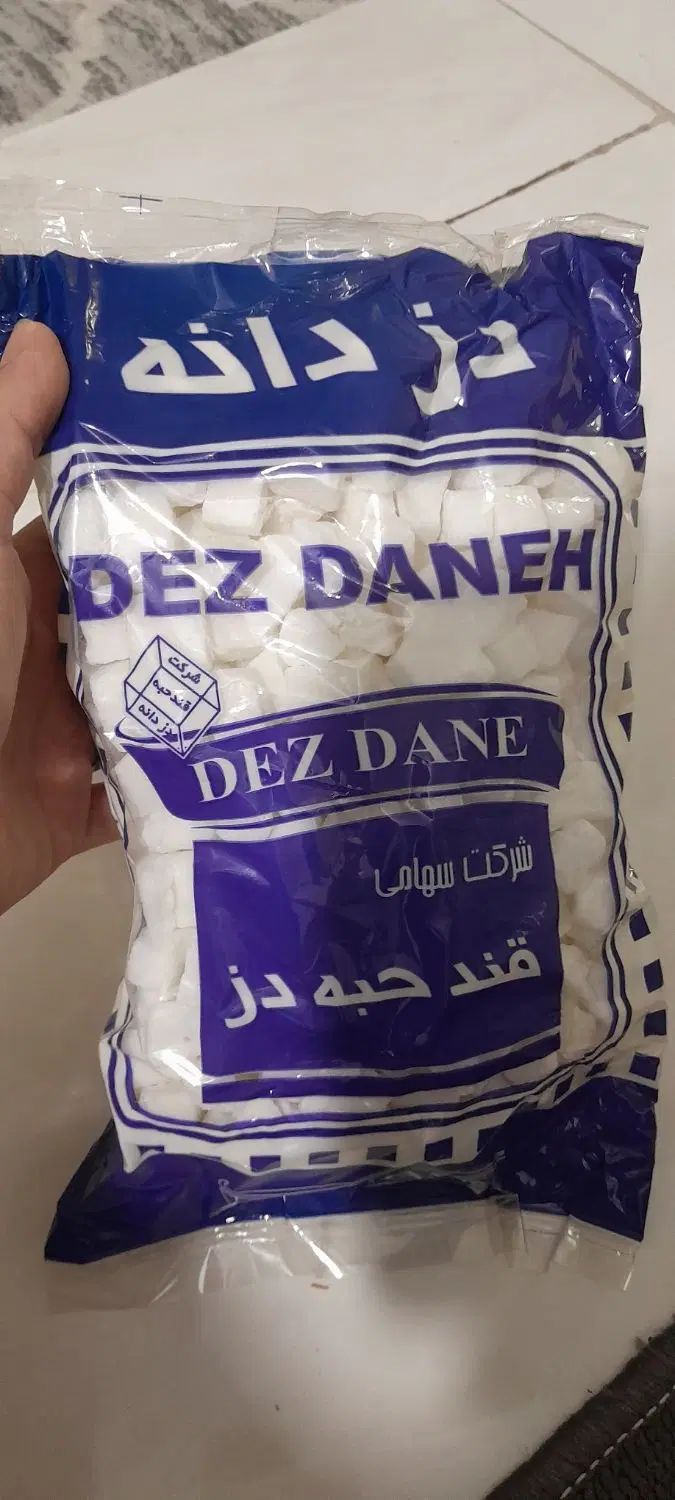 دز دانه
DEZ DANEH
شرکت
قند حبه
دز دانه
DEZ DANE
شرکت سهامی
قند حبه دز